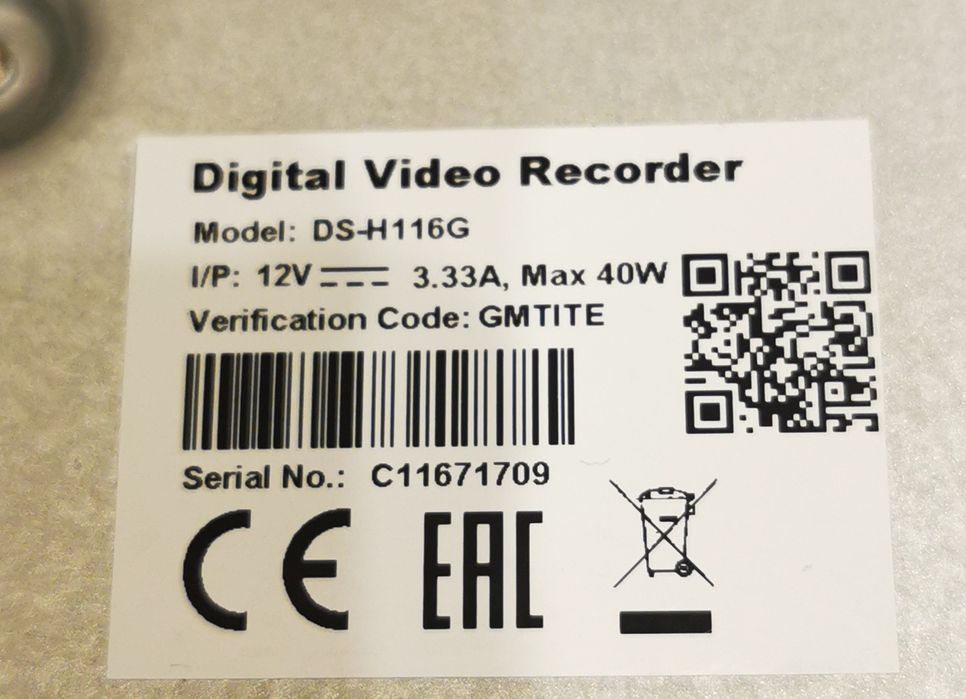 Digital Video Recorder
Model: DS-H116G
I/P: 12V 3.33A, Max 40W
Verification Code: GMTITE
Serial No.: C11671709
CE EAC